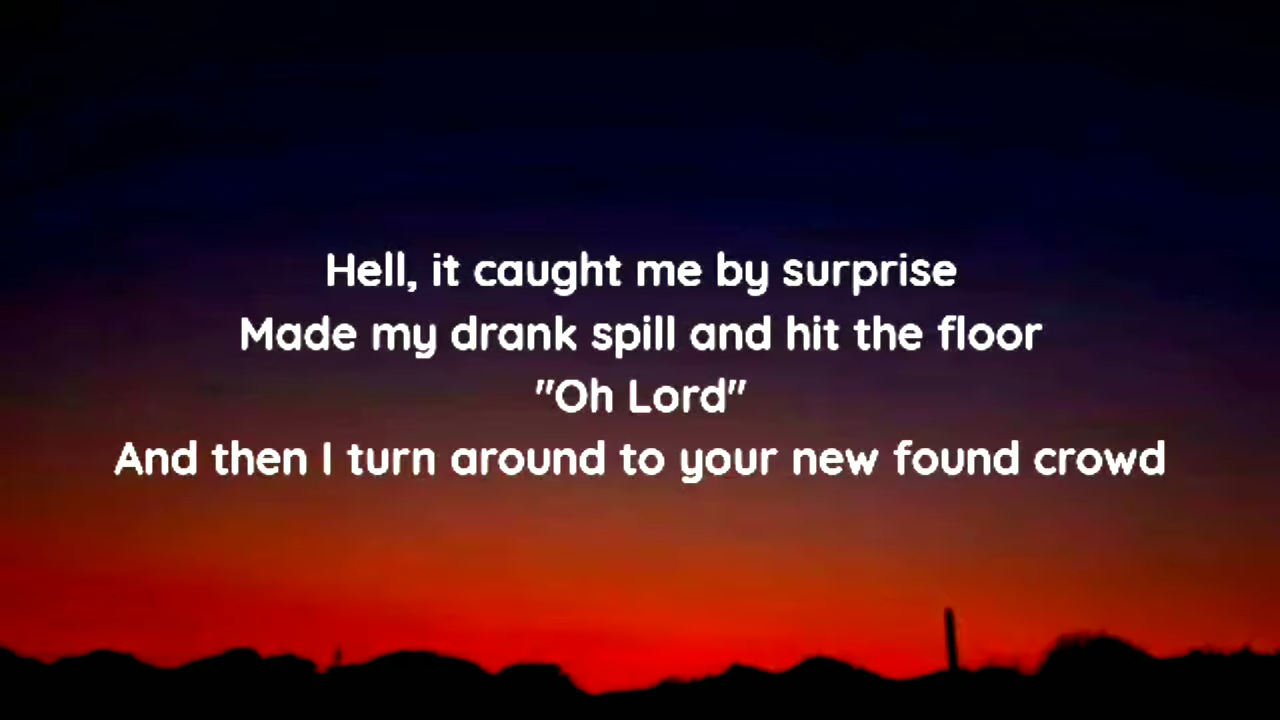 Hell, it caught me by surprise
Made my drank spill and hit the floor
"Oh Lord"
And then I turn around to your new found crowd